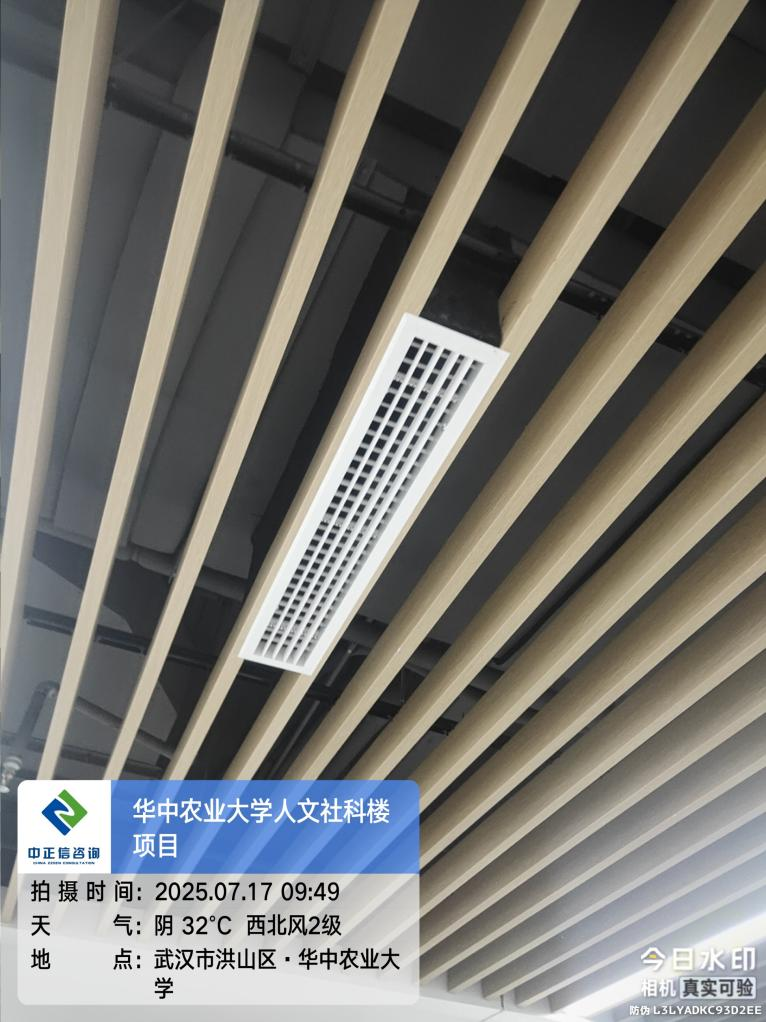 华中农业大学人文社科楼
项目
中正信咨询
CHINA ZZXIN CONSULTATION
拍摄时间：2025.07.17 09:49
天气：阴 32℃ 西北风2级
地点：武汉市洪山区·华中农业大
学
今日水印
相机 真实可验
防伪 L3LYADKC93D2EE